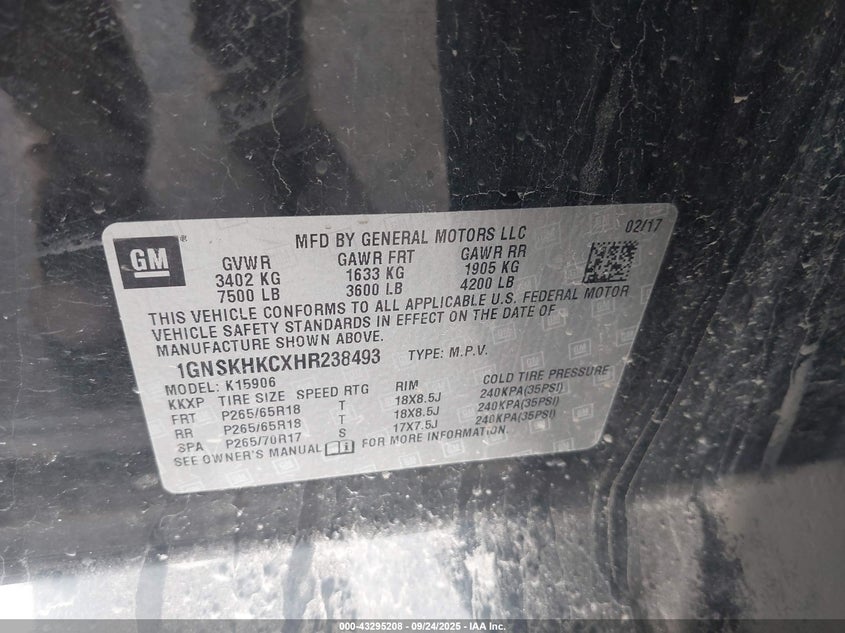 GM ®
MFD BY GENERAL MOTORS LLC
02/17
GVWR GAWR FRT GAWR RR
3402 KG 1633 KG 1905 KG
7500 LB 3600 LB 4200 LB
THIS VEHICLE CONFORMS TO ALL APPLICABLE U.S. FEDERAL MOTOR
VEHICLE SAFETY STANDARDS IN EFFECT ON THE DATE OF
MANUFACTURE SHOWN ABOVE.
1GNSKHKCXHR238493 TYPE: M.P.V.
MODEL: K15906
KKXP TIRE SIZE SPEED RTG RIM COLD TIRE PRESSURE
FRT P265/65R18 T 18X8.5J 240KPA(35PSI)
RR P265/65R18 T 18X8.5J 240KPA(35PSI)
SPA P265/70R17 S 17X7.5J 240KPA(35PSI)
SEE OWNER'S MANUAL FOR MORE INFORMATION.
000-43295208 - 09/24/2025 - IAA Inc.